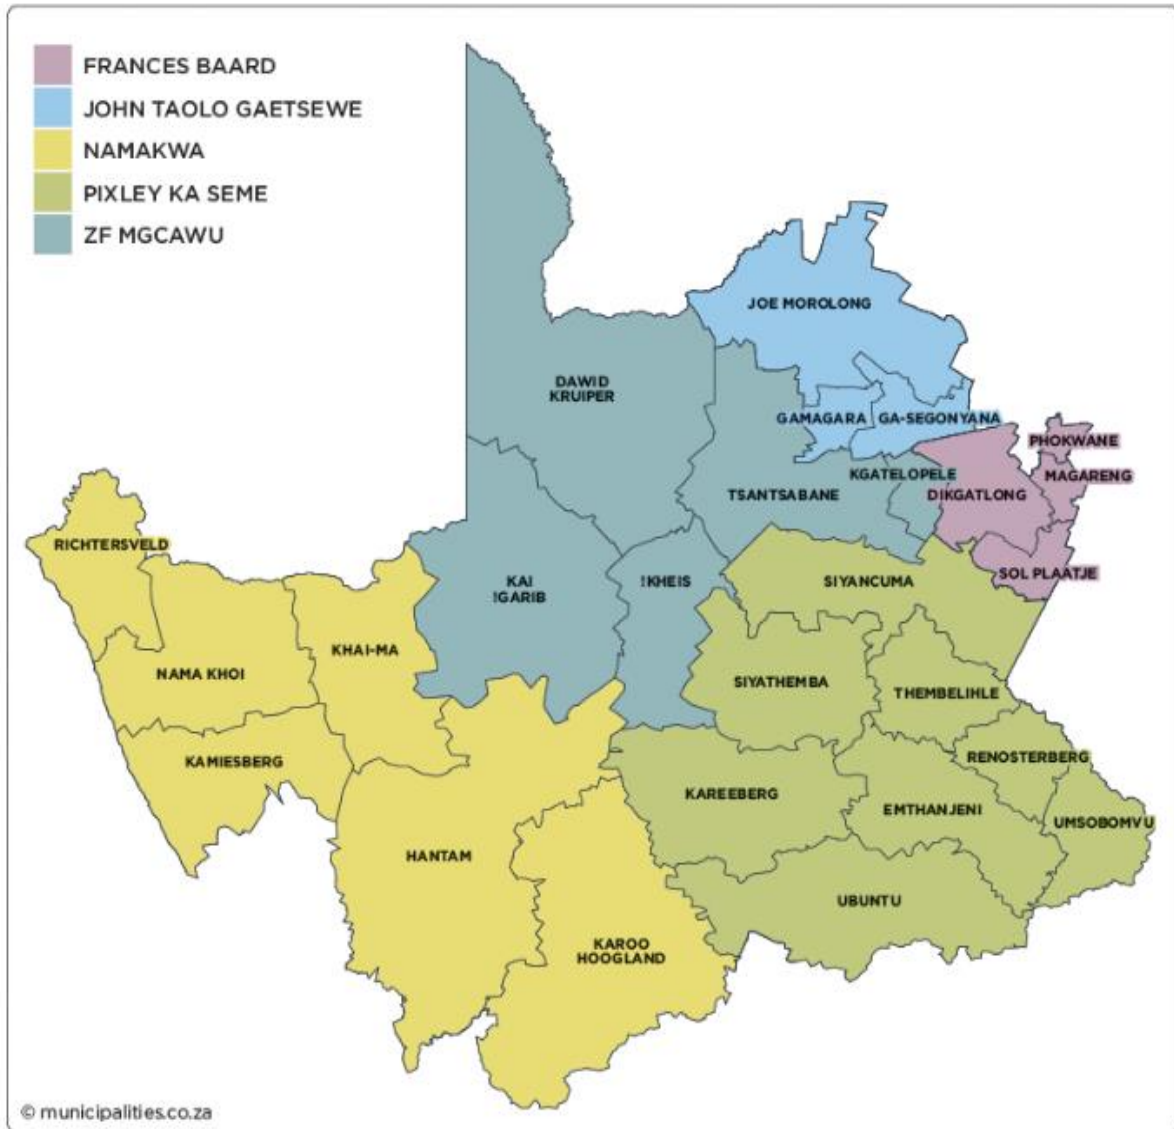 FRANCES BAARD
JOHN TAOLO GAETSEWE
NAMAKWA
PIXLEY KA SEME
ZF MGCAWU
JOE MOROLONG
DAWID
KRUIPER
GAMAGARA
GA-SEGONYANA
PHOKWANE
KGATELOPELE
MAGARENG
TSANTSABANE
DIKGATLONG
RICHTERSVELD
KAI
!GARIB
!KHEIS
SIYANCUMA
SOL PLAATJE
NAMA KHOI
KHAI-MA
SIYATHEMBA
THEMBELIHLE
KAMIESBERG
RENOSTERBERG
KAREEBERG
EMTHANJENI
UMSOBOMVU
HANTAM
UBUNTU
KAROO
HOOGLAND
© municipalities.co.za